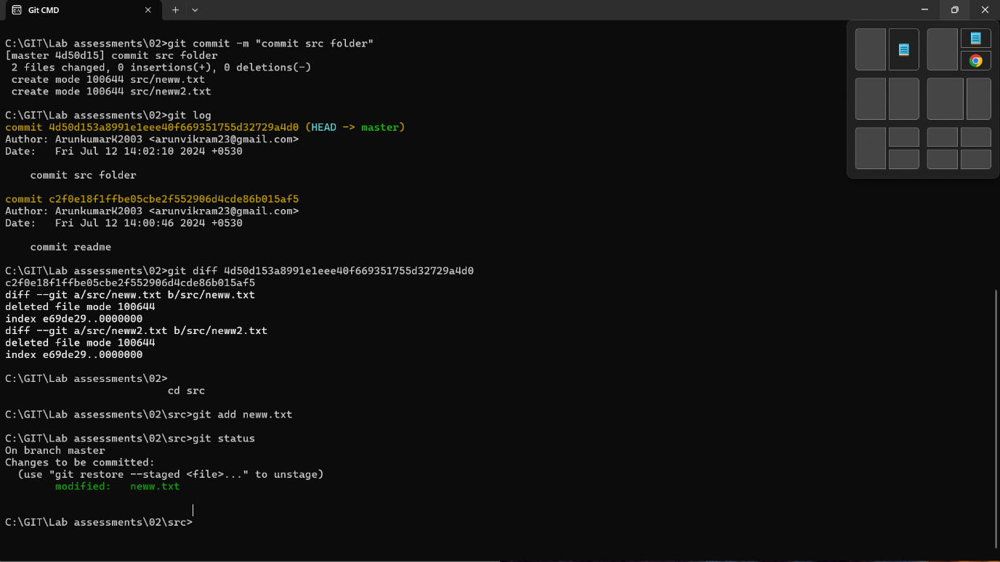 Git CMD
C:\GIT\Lab assessments\02>git commit -m "commit src folder"
[master 4d50d15] commit src folder
 2 files changed, 0 insertions(+), 0 deletions(-)
 create mode 100644 src/neww.txt
 create mode 100644 src/neww2.txt
C:\GIT\Lab assessments\02>git log
commit 4d50d153a8991e1eee40f669351755d32729a4d0 (HEAD -> master)
Author: ArunkumarK2003 <arunvikram23@gmail.com>
Date:   Fri Jul 12 14:02:10 2024 +0530
    commit src folder
commit c2f0e18f1ffbe05cbe2f552906d4cde86b015af5
Author: ArunkumarK2003 <arunvikram23@gmail.com>
Date:   Fri Jul 12 14:00:46 2024 +0530
    commit readme
C:\GIT\Lab assessments\02>git diff 4d50d153a8991e1eee40f669351755d32729a4d0
c2f0e18f1ffbe05cbe2f552906d4cde86b015af5
diff --git a/src/neww.txt b/src/neww.txt
deleted file mode 100644
index e69de29..0000000
diff --git a/src/neww2.txt b/src/neww2.txt
deleted file mode 100644
index e69de29..0000000
C:\GIT\Lab assessments\02>
                          cd src
C:\GIT\Lab assessments\02\src>git add neww.txt
C:\GIT\Lab assessments\02\src>git status
On branch master
Changes to be committed:
  (use "git restore --staged <file>..." to unstage)
        modified:   neww.txt
C:\GIT\Lab assessments\02\src>